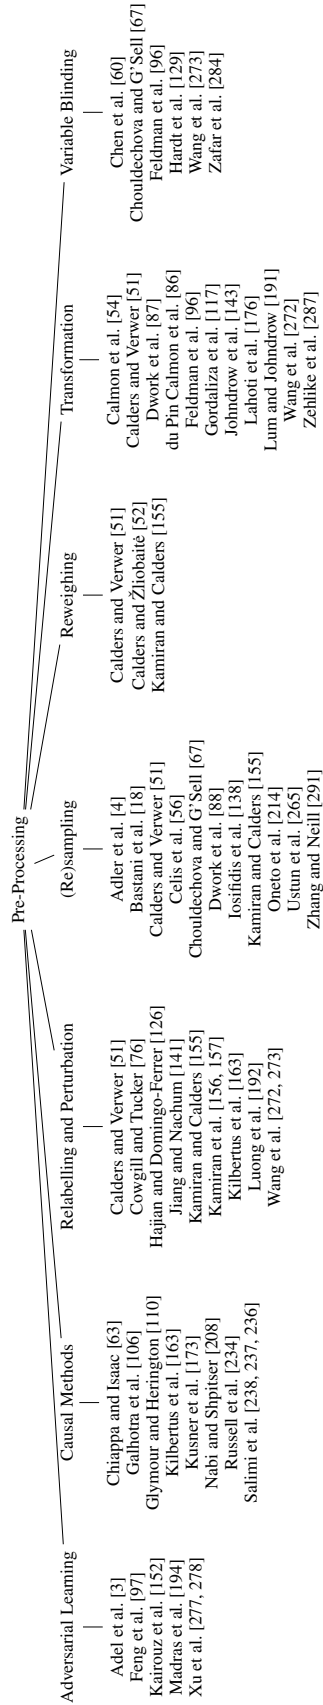 Pre-Processing
Adversarial Learning
Adel et al. [3]
Feng et al. [97]
Kairouz et al. [152]
Madras et al. [194]
Xu et al. [277, 278]
Causal Methods
Chiappa and Isaac [63]
Galhotra et al. [106]
Glymour and Herington [110]
Kilbertus et al. [163]
Kusner et al. [173]
Nabi and Shpitser [208]
Russell et al. [234]
Salimi et al. [238, 237, 236]
Relabelling and Perturbation
Calders and Verwer [51]
Cowgill and Tucker [76]
Hajian and Domingo-Ferrer [126]
Jiang and Nachum [141]
Kamiran and Calders [155]
Kamiran et al. [156, 157]
Kilbertus et al. [163]
Luong et al. [192]
Wang et al. [272, 273]
(Re)sampling
Adler et al. [4]
Bastani et al. [18]
Calders and Verwer [51]
Celis et al. [56]
Chouldechova and G'Sell [67]
Dwork et al. [88]
Iosifidis et al. [138]
Kamiran and Calders [155]
Oneto et al. [214]
Ustun et al. [265]
Zhang and Neill [291]
Reweighing
Calders and Verwer [51]
Calders and Žliobaitė [52]
Kamiran and Calders [155]
Transformation
Calmon et al. [54]
Calders and Verwer [51]
Dwork et al. [87]
du Pin Calmon et al. [86]
Feldman et al. [96]
Gordaliza et al. [117]
Johndrow et al. [143]
Lahoti et al. [176]
Lum and Johndrow [191]
Wang et al. [272]
Zehlike et al. [287]
Variable Blinding
Chen et al. [60]
Chouldechova and G'Sell [67]
Feldman et al. [96]
Hardt et al. [129]
Wang et al. [273]
Zafar et al. [284]